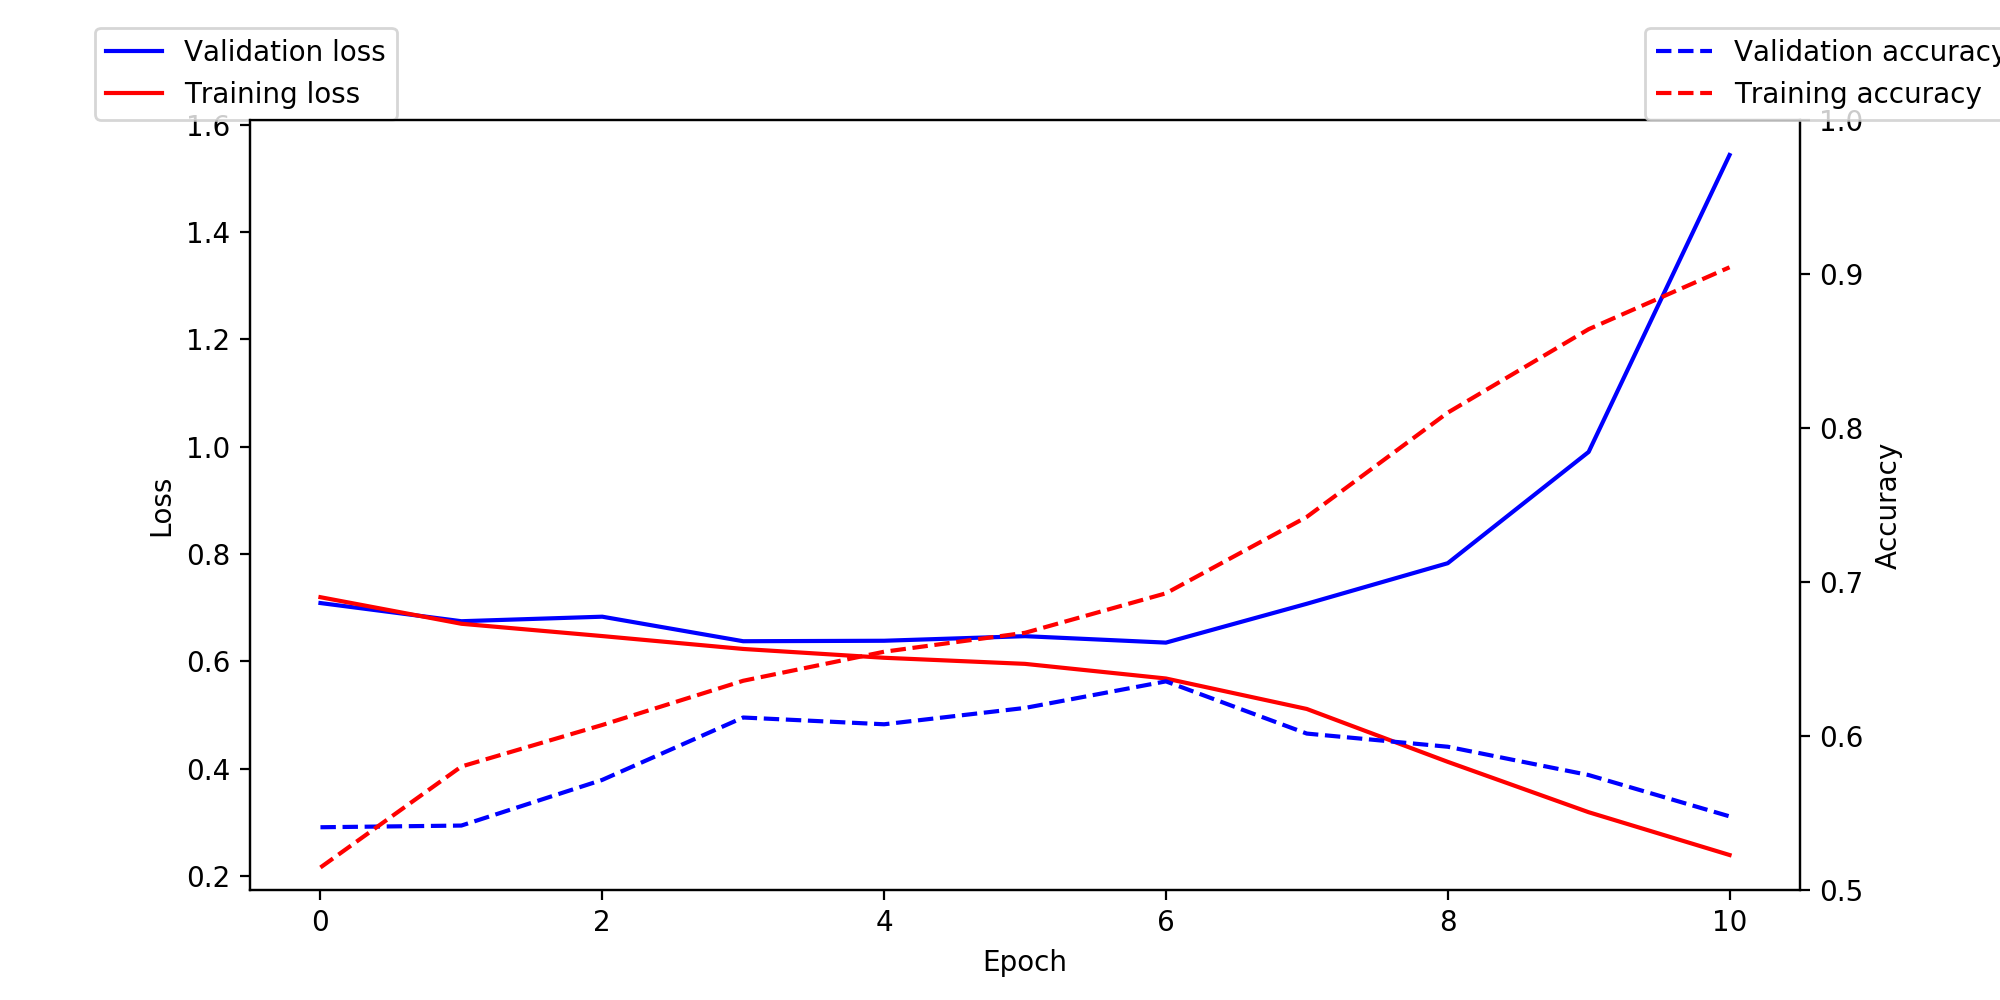 Validation loss
Training loss
Validation accuracy
Training accuracy
1.6
1.4
1.2
1.0
0.8
0.6
0.4
0.2
Loss
1.0
0.9
0.8
0.7
0.6
0.5
Accuracy
0 2 4 6 8 10
Epoch